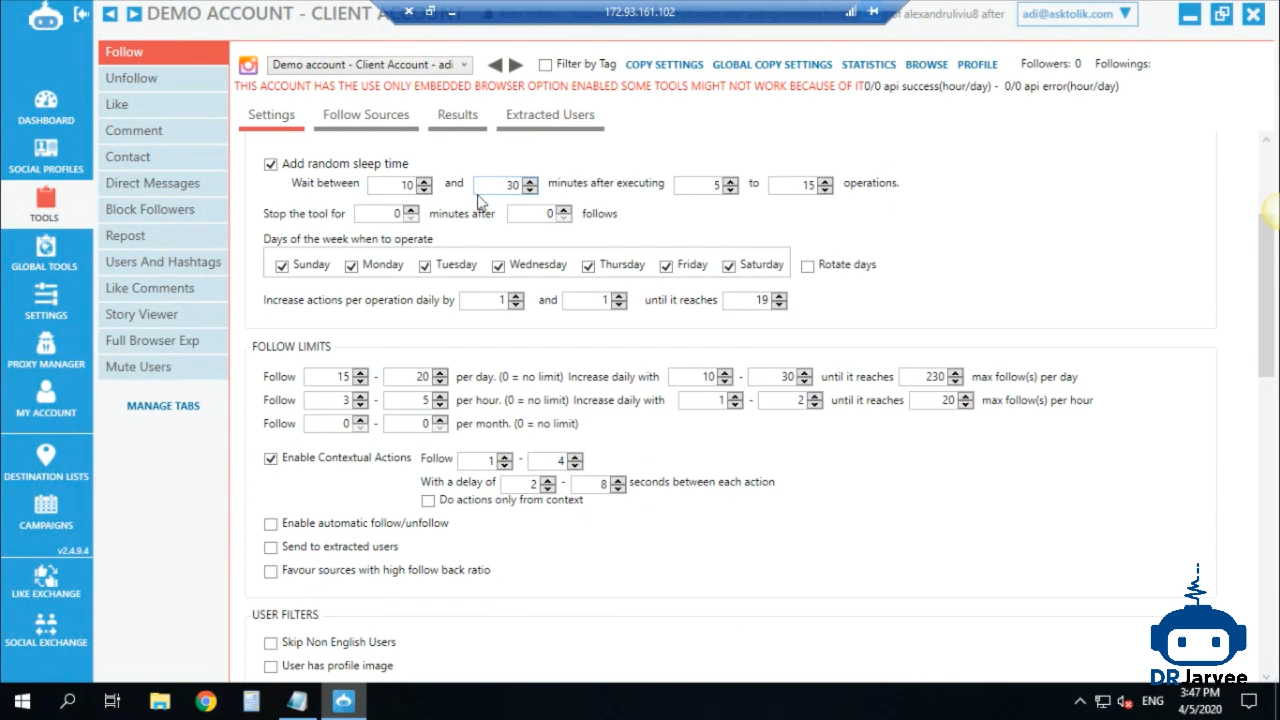 DEMO ACCOUNT - CLIENT ACCOUNT
172.93.161.102
alexandruliviuß after
adi@asktolik.com
DASHBOARD
SOCIAL PROFILES
TOOLS
GLOBAL TOOLS
SETTINGS
PROXY MANAGER
MY ACCOUNT
DESTINATION LISTS
CAMPAIGNS
v2.4.9.4
LIKE EXCHANGE
SOCIAL EXCHANGE
Follow
Unfollow
Like
Comment
Contact
Direct Messages
Block Followers
Repost
Users And Hashtags
Like Comments
Story Viewer
Full Browser Exp
Mute Users
MANAGE TABS
Demo account - Client Account - adi Filter by Tag COPY SETTINGS GLOBAL COPY SETTINGS STATISTICS BROWSE PROFILE Followers: 0 Followings:
THIS ACCOUNT HAS THE USE ONLY EMBEDDED BROWSER OPTION ENABLED SOME TOOLS MIGHT NOT WORK BECAUSE OF IT 0/0 api success(hour/day) - 0/0 api error(hour/day)
Settings Follow Sources Results Extracted Users
Add random sleep time
Wait between 10 and 30 minutes after executing 5 to 15 operations.
Stop the tool for 0 minutes after 0 follows
Days of the week when to operate
Sunday Monday Tuesday Wednesday Thursday Friday Saturday Rotate days
Increase actions per operation daily by 1 and 1 until it reaches 19
FOLLOW LIMITS
Follow 15 - 20 per day. (0 = no limit) Increase daily with 10 - 30 until it reaches 230 max follow(s) per day
Follow 3 - 5 per hour. (0 = no limit) Increase daily with 1 - 2 until it reaches 20 max follow(s) per hour
Follow 0 - 0 per month. (0 = no limit)
Enable Contextual Actions Follow 1 - 4
With a delay of 2 - 8 seconds between each action
Do actions only from context
Enable automatic follow/unfollow
Send to extracted users
Favour sources with high follow back ratio
USER FILTERS
Skip Non English Users
User has profile image
DR Jarvee
ENG
3:47 PM
4/5/2020